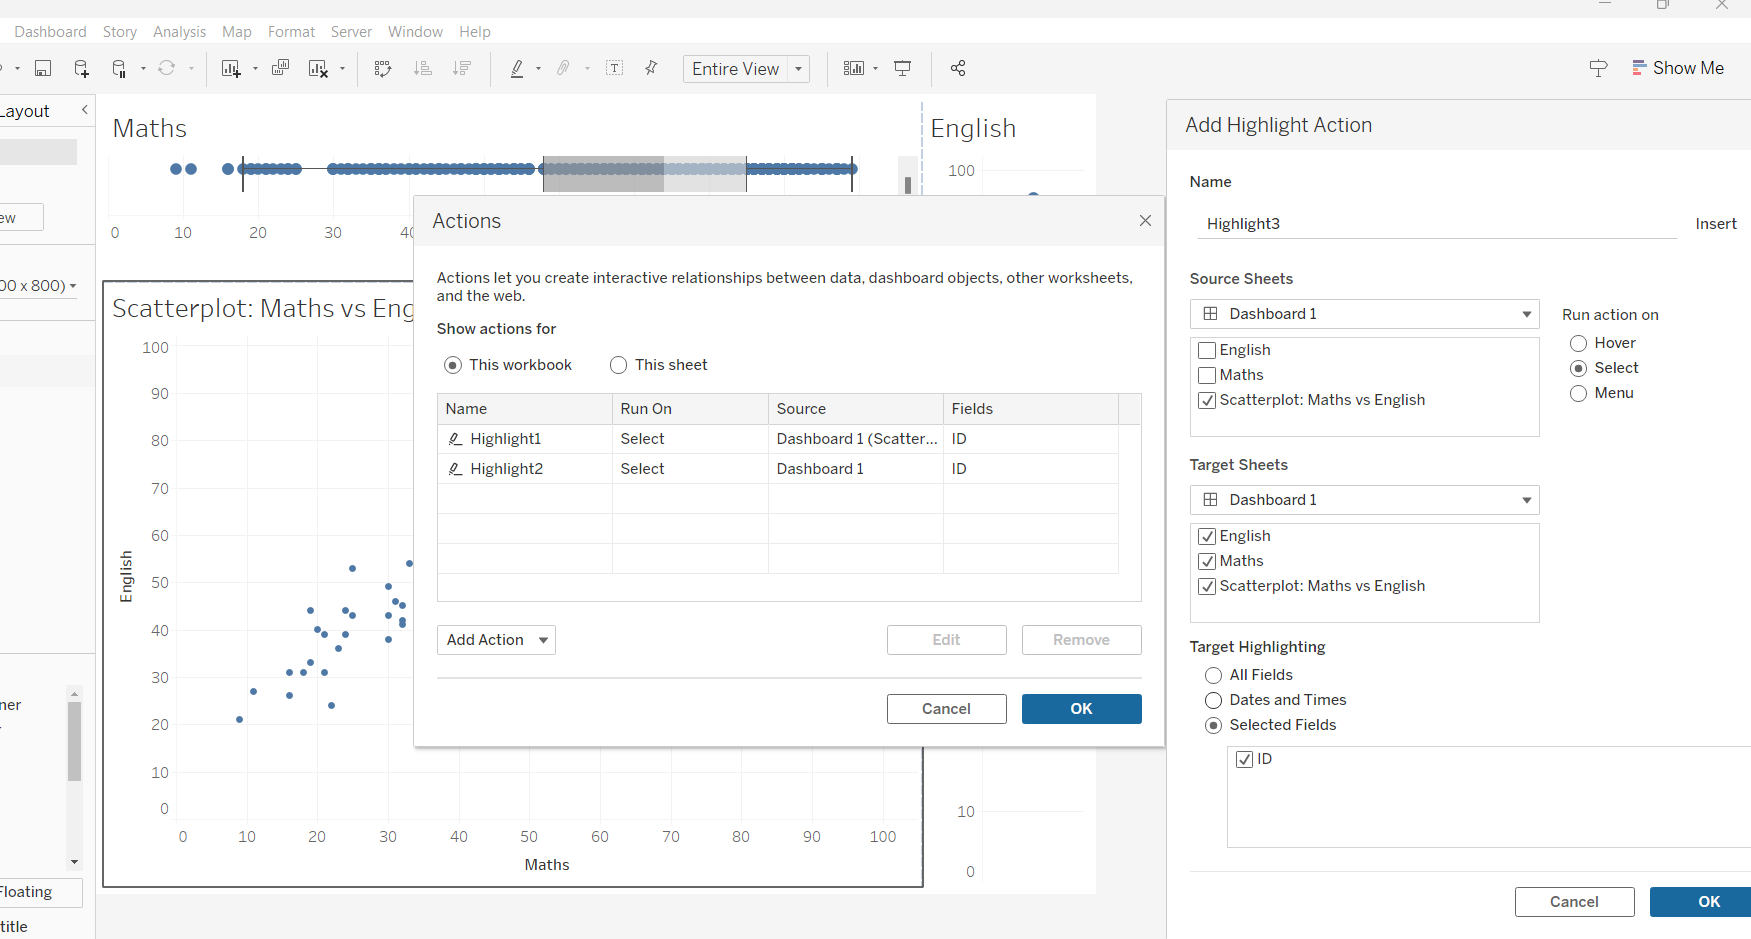 Dashboard Story Analysis Map Format Server Window Help
Entire View
Show Me
Layout
ew
00 x 800)
ner
Floating
title
Maths
0 10 20 30 40
English
100
10
0
Scatterplot: Maths vs Eng
100
90
80
70
60
50
40
30
20
10
0
English
0 10 20 30 40 50 60 70 80 90 100
Maths
Actions
Actions let you create interactive relationships between data, dashboard objects, other worksheets,
and the web.
Show actions for
This workbook This sheet
Name Run On Source Fields
Highlight1 Select Dashboard 1 (Scatter... ID
Highlight2 Select Dashboard 1 ID
Add Action Edit Remove
Cancel OK
Add Highlight Action
Name
Highlight3 Insert
Source Sheets
Dashboard 1
English
Maths
Scatterplot: Maths vs English
Run action on
Hover
Select
Menu
Target Sheets
Dashboard 1
English
Maths
Scatterplot: Maths vs English
Target Highlighting
All Fields
Dates and Times
Selected Fields
ID
Cancel OK